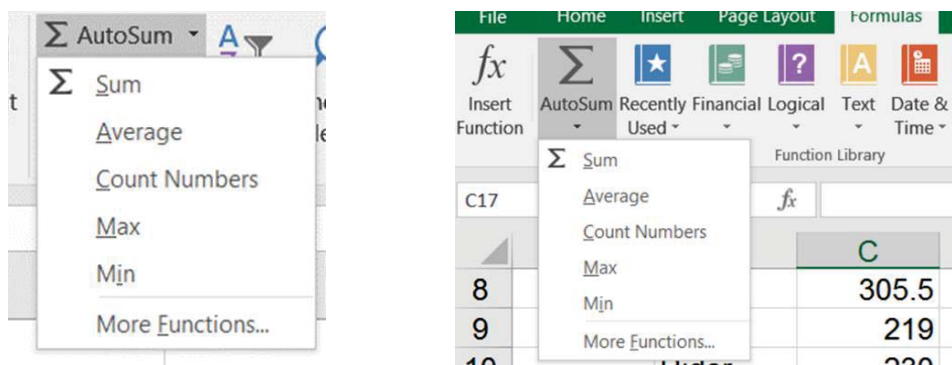 AutoSum
Sum
Average
Count Numbers
Max
Min
More Functions...
File Home Insert Page Layout Formulas
fx
Insert Function
AutoSum
Recently Used
Financial
Logical
Text
Date & Time
Function Library
Sum
Average
Count Numbers
Max
Min
More Functions...
C17
fx
C
8 305.5
9 219